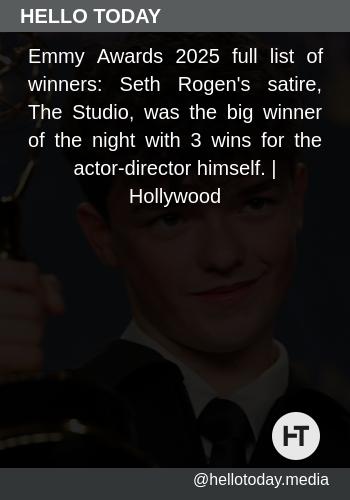 HELLO TODAY
Emmy Awards 2025 full list of
winners: Seth Rogen's satire,
The Studio, was the big winner
of the night with 3 wins for the
actor-director himself. |
Hollywood
HT
@hellotoday.media